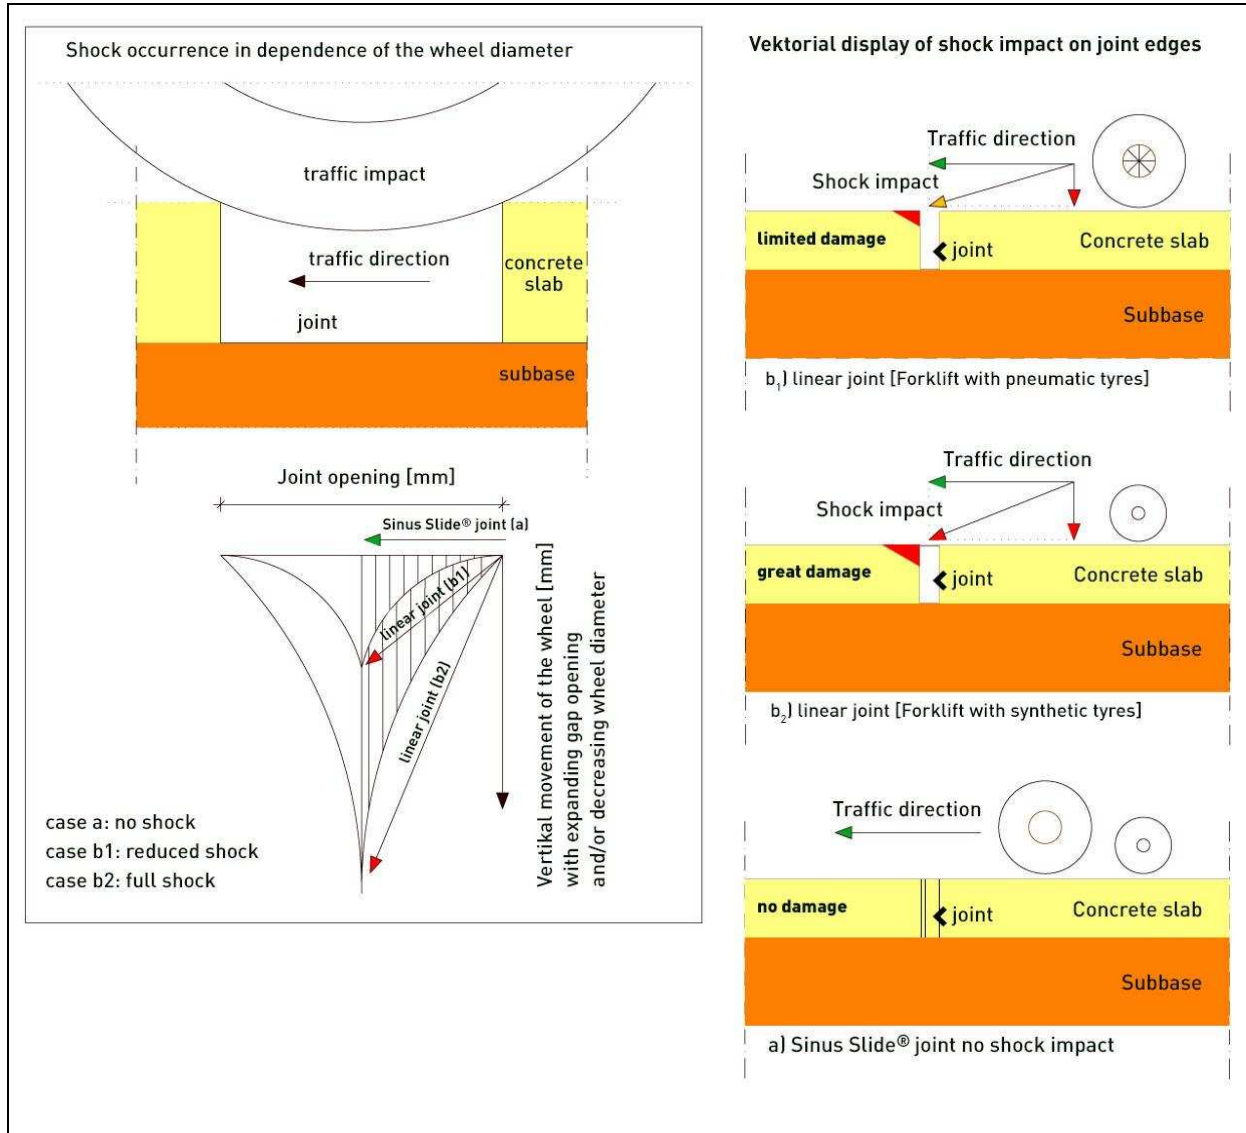 Shock occurrence in dependence of the wheel diameter
traffic impact
traffic direction
concrete
slab
joint
subbase
Joint opening [mm]
Sinus Slide® joint (a)
linear joint (b1)
linear joint (b2)
Vertikal movement of the wheel [mm]
with expanding gap opening
and/or decreasing wheel diameter
case a: no shock
case b1: reduced shock
case b2: full shock
Vektorial display of shock impact on joint edges
Traffic direction
Shock impact
limited damage
joint
Concrete slab
Subbase
b₁) linear joint [Forklift with pneumatic tyres]
Traffic direction
Shock impact
great damage
joint
Concrete slab
Subbase
b₂) linear joint [Forklift with synthetic tyres]
Traffic direction
no damage
joint
Concrete slab
Subbase
a) Sinus Slide® joint no shock impact